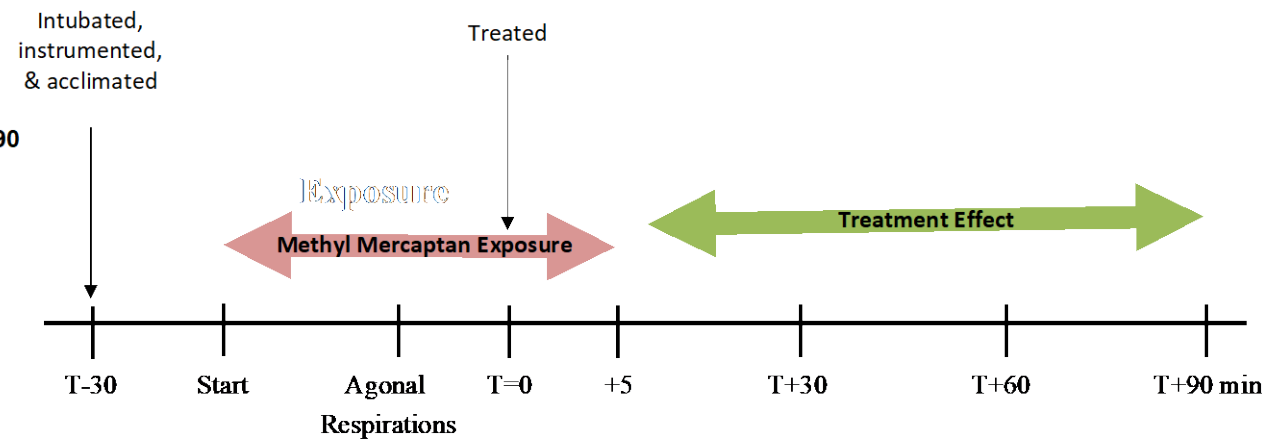 Intubated,
instrumented,
& acclimated
Treated
90
Exposure
Methyl Mercaptan Exposure
Treatment Effect
T-30
Start
Agonal
Respirations
T=0
+5
T+30
T+60
T+90 min